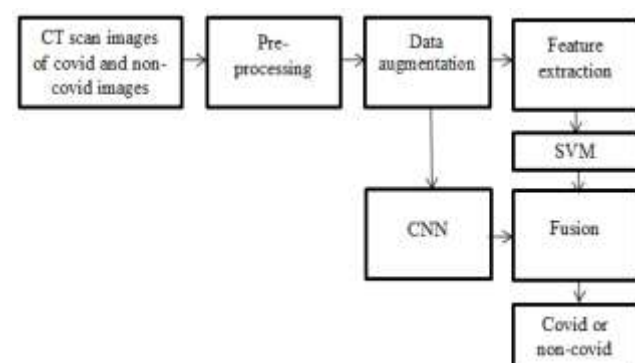 CT scan images
of covid and non-
covid images
Pre-
processing
Data
augmentation
Feature
extraction
SVM
CNN
Fusion
Covid or
non-covid